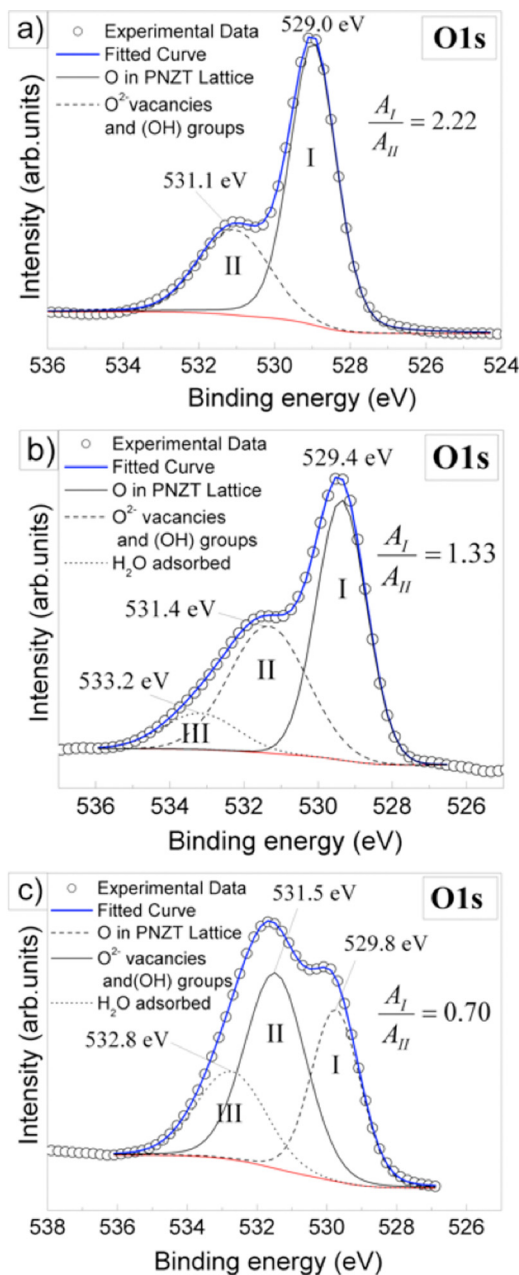 a)
529.0 eV
O1s
Experimental Data
Fitted Curve
O in PNZT Lattice
O²⁻ vacancies
and (OH) groups
A_I / A_II = 2.22
531.1 eV
I
II
Intensity (arb.units)
536 534 532 530 528 526 524
Binding energy (eV)
b)
Experimental Data
Fitted Curve
O in PNZT Lattice
O²⁻ vacancies
and (OH) groups
H₂O adsorbed
529.4 eV
O1s
A_I / A_II = 1.33
531.4 eV
533.2 eV
I
II
III
Intensity (arb.units)
536 534 532 530 528 526
Binding energy (eV)
c)
Experimental Data
Fitted Curve
O in PNZT Lattice
O²⁻ vacancies
and(OH) groups
H₂O adsorbed
531.5 eV
O1s
529.8 eV
A_I / A_II = 0.70
532.8 eV
II
I
III
Intensity (arb.units)
538 536 534 532 530 528 526
Binding energy (eV)